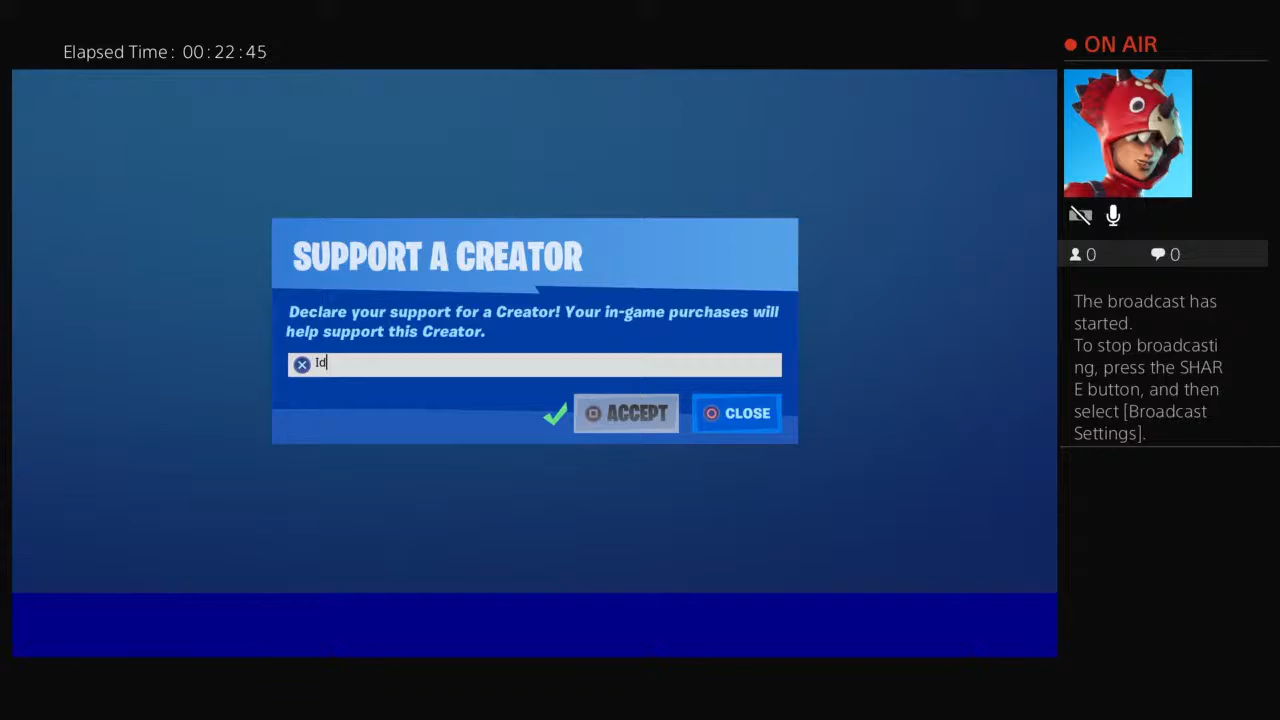 Elapsed Time: 00:22:45
ON AIR
SUPPORT A CREATOR
Declare your support for a Creator! Your in-game purchases will
help support this Creator.
Id
ACCEPT
CLOSE
0
0
The broadcast has
started.
To stop broadcasti
ng, press the SHAR
E button, and then
select [Broadcast
Settings].